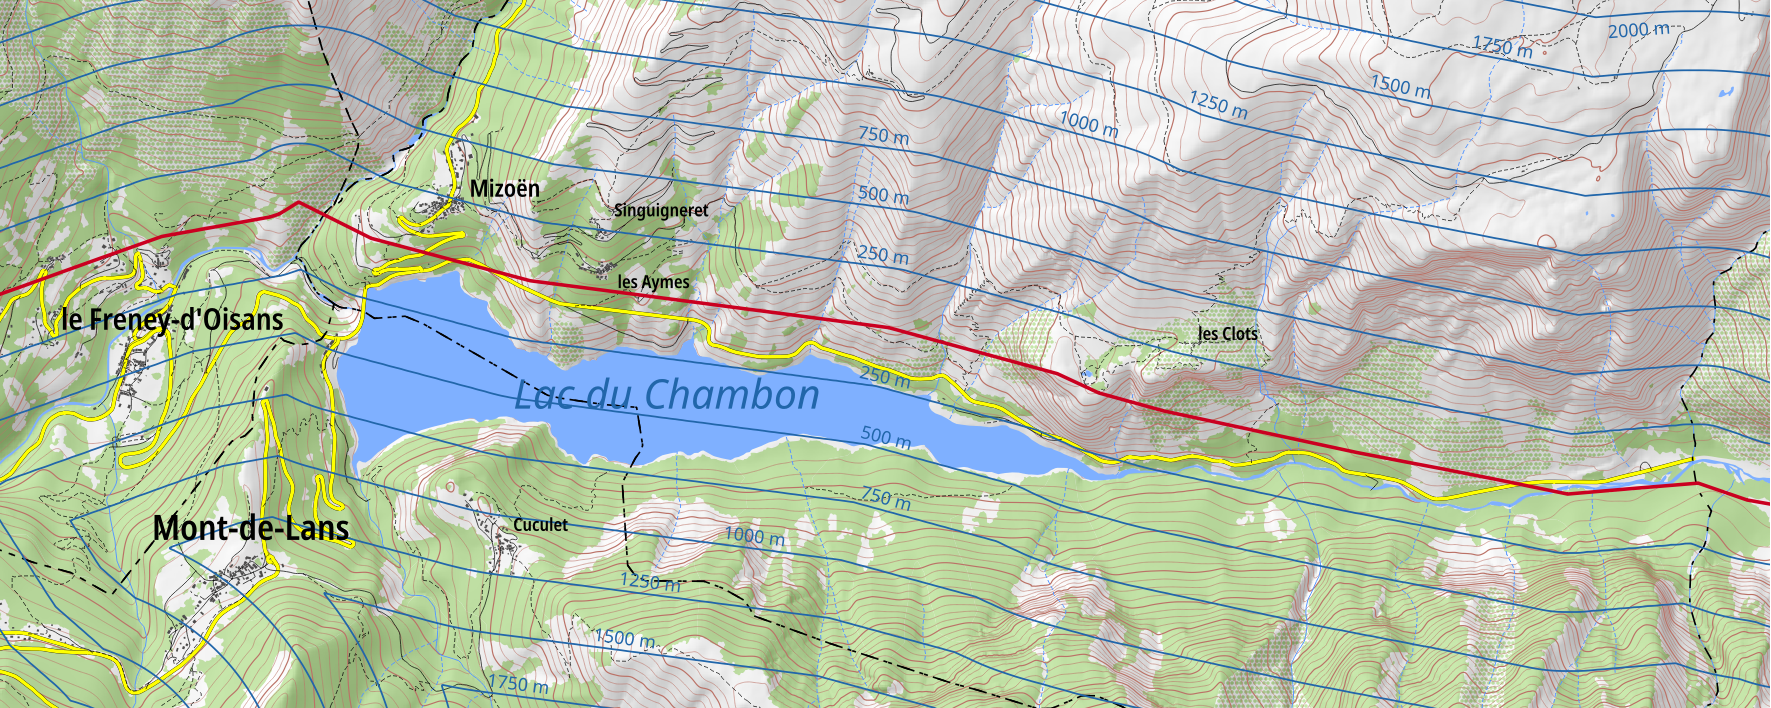 2000 m
1750 m
1500 m
1250 m
1000 m
750 m
Mizoën
500 m
Singuigneret
250 m
les Aymes
le Freney-d'Oisans
les Clots
250 m
Lac du Chambon
500 m
750 m
Mont-de-Lans
Cuculet
1000 m
1250 m
1500 m
1750 m